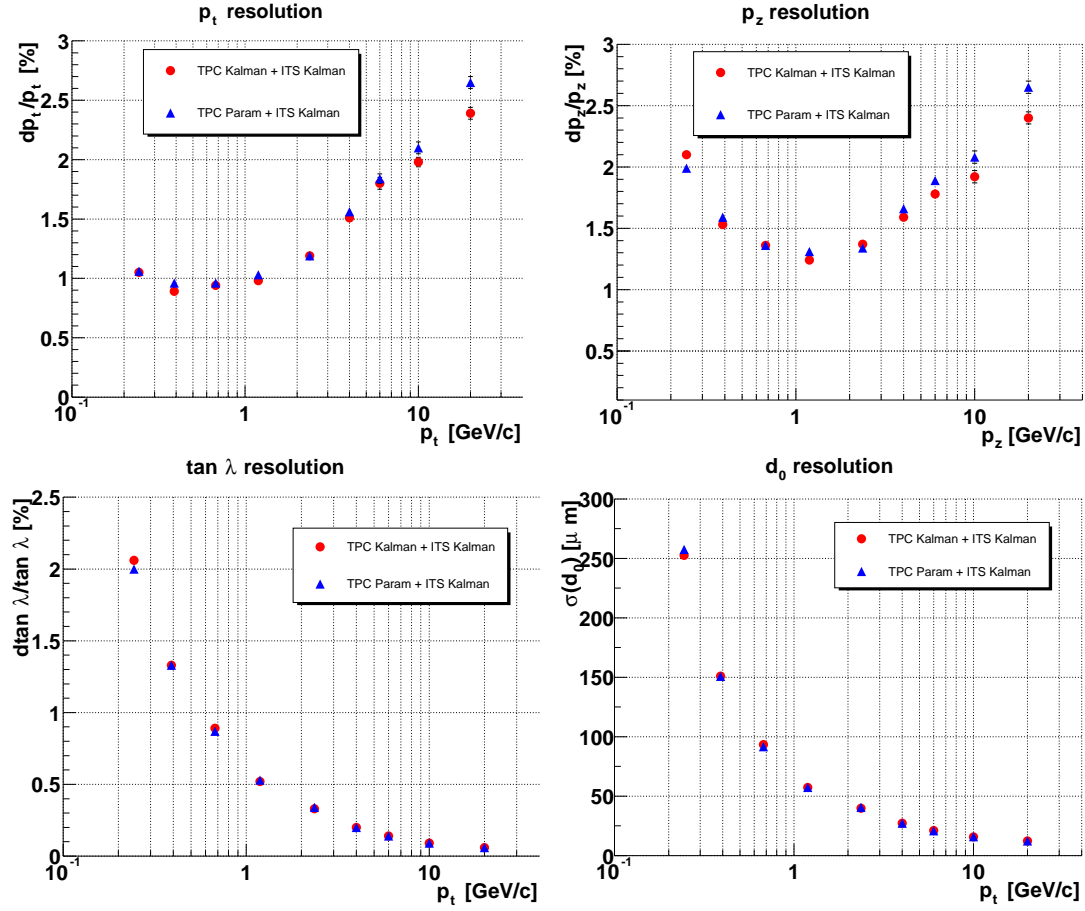 p_t resolution
dp_t/p_t [%]
3
2.5
2
1.5
1
0.5
0
TPC Kalman + ITS Kalman
TPC Param + ITS Kalman
10^-1
1
10
p_t [GeV/c]
p_z resolution
dp_z/p_z [%]
3
2.5
2
1.5
1
0.5
TPC Kalman + ITS Kalman
TPC Param + ITS Kalman
10^-1
1
10
p_z [GeV/c]
tan λ resolution
dtan λ/tan λ [%]
2.5
2
1.5
1
0.5
0
TPC Kalman + ITS Kalman
TPC Param + ITS Kalman
10^-1
1
10
p_t [GeV/c]
d_0 resolution
σ(d_0) [μ m]
300
250
200
150
100
50
0
TPC Kalman + ITS Kalman
TPC Param + ITS Kalman
10^-1
1
10
p_t [GeV/c]